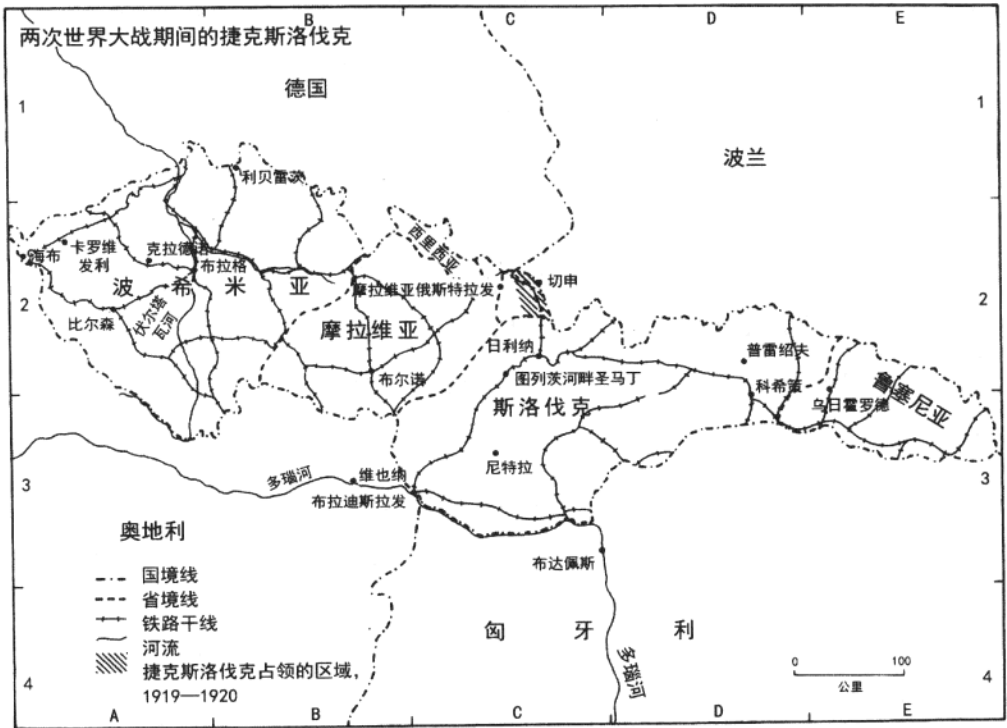 B
C
D
E
两次世界大战期间的捷克斯洛伐克
1
德国
1
波兰
利贝雷茨
西里西亚
海布
卡罗维
发利
克拉德诺
布拉格
切申
波希米亚
摩拉维亚俄斯特拉发
2
2
比尔森
伏尔塔
瓦河
摩拉维亚
日利纳
普雷绍夫
布尔诺
图列茨河畔圣马丁
科希策
鲁塞尼亚
斯洛伐克
乌日霍罗德
尼特拉
3
多瑙河
维也纳
3
布拉迪斯拉发
奥地利
布达佩斯
国境线
省境线
铁路干线
匈牙利
河流
多瑙河
0
100
公里
捷克斯洛伐克占领的区域，
1919—1920
4
4
A
B
C
D
E